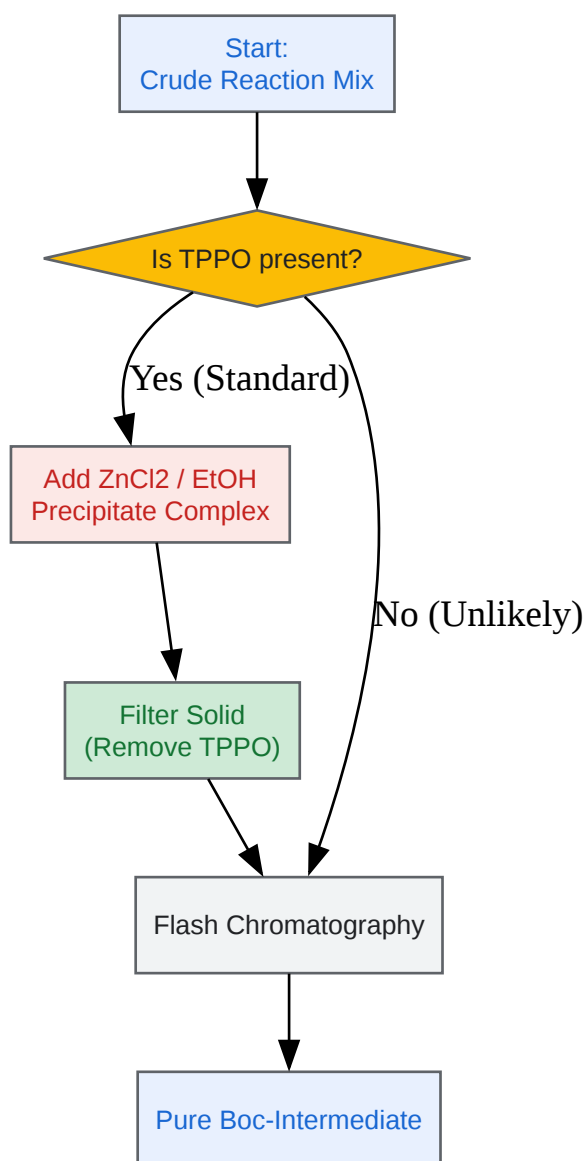 Start:
Crude Reaction Mix
Is TPPO present?
Yes (Standard)
Add ZnCl2 / EtOH
Precipitate Complex
No (Unlikely)
Filter Solid
(Remove TPPO)
Flash Chromatography
Pure Boc-Intermediate